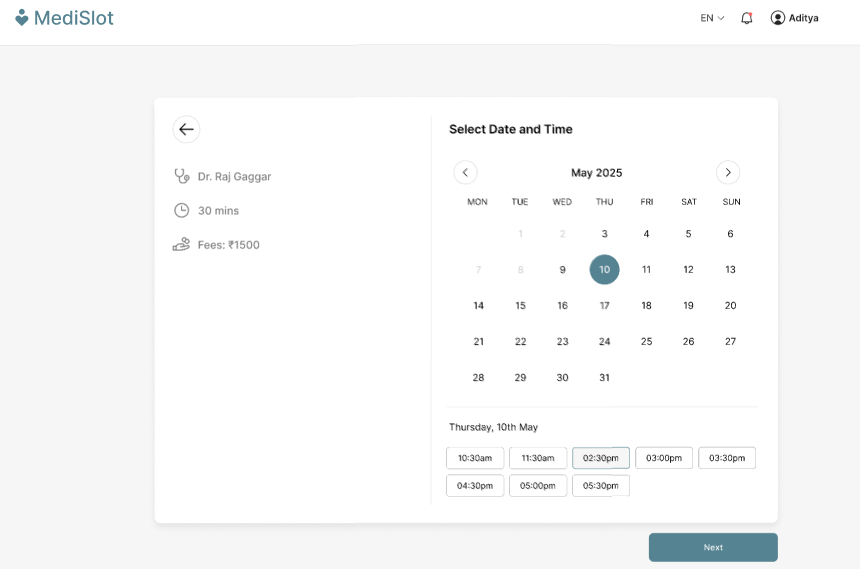 MediSlot
EN
Aditya
Dr. Raj Gaggar
30 mins
Fees: ₹1500
Select Date and Time
May 2025
MON TUE WED THU FRI SAT SUN
1 2 3 4 5 6
7 8 9 10 11 12 13
14 15 16 17 18 19 20
21 22 23 24 25 26 27
28 29 30 31
Thursday, 10th May
10:30am 11:30am 02:30pm 03:00pm 03:30pm
04:30pm 05:00pm 05:30pm
Next